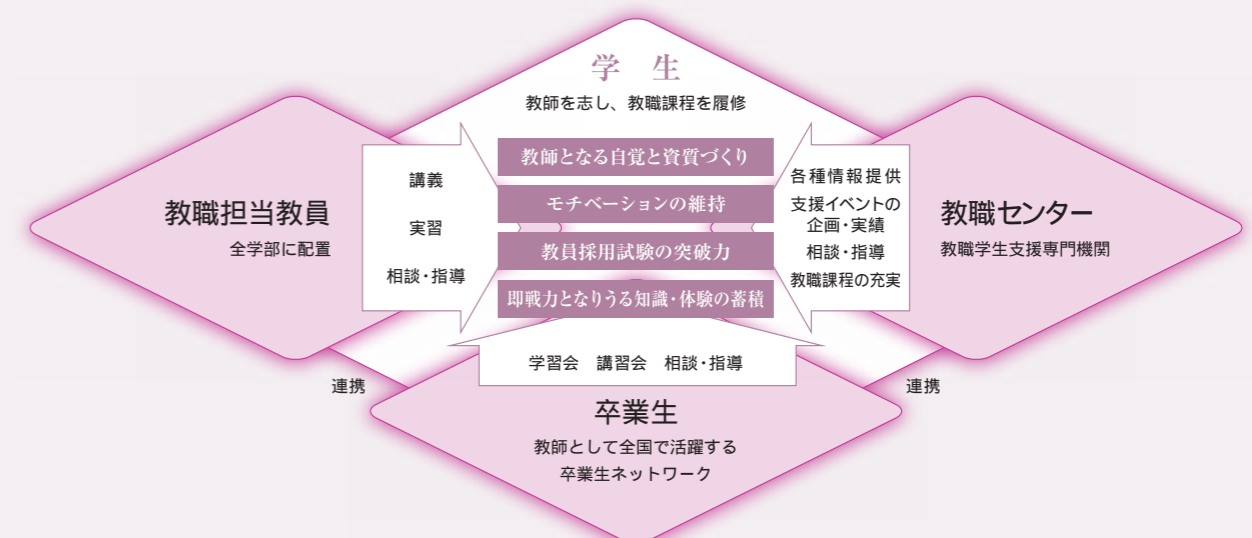 学 生
教師を志し、教職課程を履修
教師となる自覚と資質づくり
モチベーションの維持
教員採用試験の突破力
即戦力となりうる知識・体験の蓄積
教職担当教員
全学部に配置
講義
実習
相談・指導
各種情報提供
支援イベントの
企画・実績
相談・指導
教職課程の充実
教職センター
教職学生支援専門機関
学習会 講習会 相談・指導
連携
連携
卒業生
教師として全国で活躍する
卒業生ネットワーク